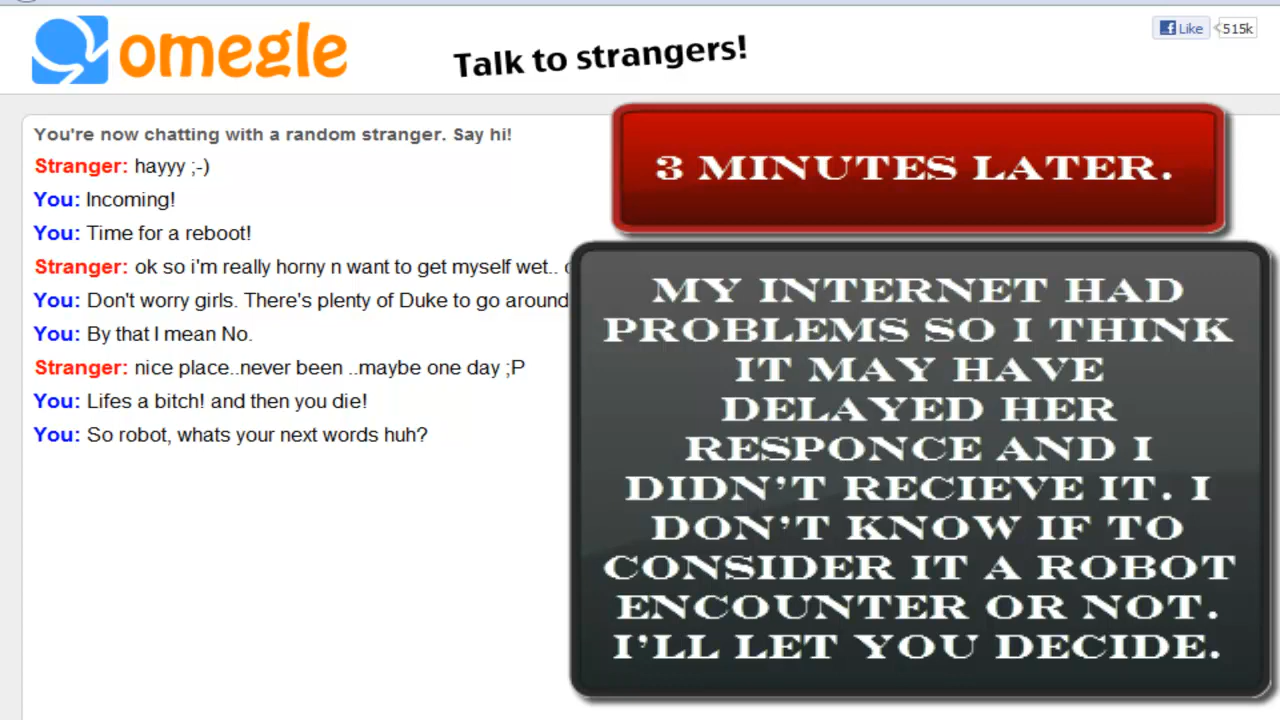 omegle
Talk to strangers!
Like
515k
You're now chatting with a random stranger. Say hi!
Stranger: hayyy ;-)
You: Incoming!
You: Time for a reboot!
Stranger: ok so i'm really horny n want to get myself wet..
You: Don't worry girls. There's plenty of Duke to go around
You: By that I mean No.
Stranger: nice place..never been ..maybe one day ;P
You: Lifes a bitch! and then you die!
You: So robot, whats your next words huh?
3 MINUTES LATER.
MY INTERNET HAD
PROBLEMS SO I THINK
IT MAY HAVE
DELAYED HER
RESPONCE AND I
DIDN'T RECIEVE IT. I
DON'T KNOW IF TO
CONSIDER IT A ROBOT
ENCOUNTER OR NOT.
I'LL LET YOU DECIDE.